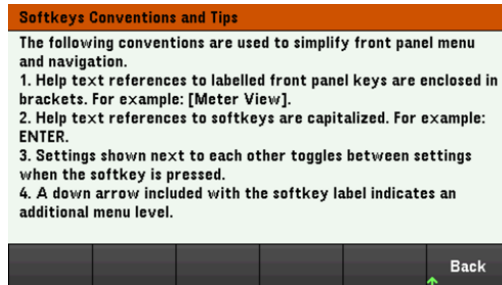 Softkeys Conventions and Tips
The following conventions are used to simplify front panel menu
and navigation.
1. Help text references to labelled front panel keys are enclosed in
brackets. For example: [Meter View].
2. Help text references to softkeys are capitalized. For example:
ENTER.
3. Settings shown next to each other toggles between settings
when the softkey is pressed.
4. A down arrow included with the softkey label indicates an
additional menu level.
Back